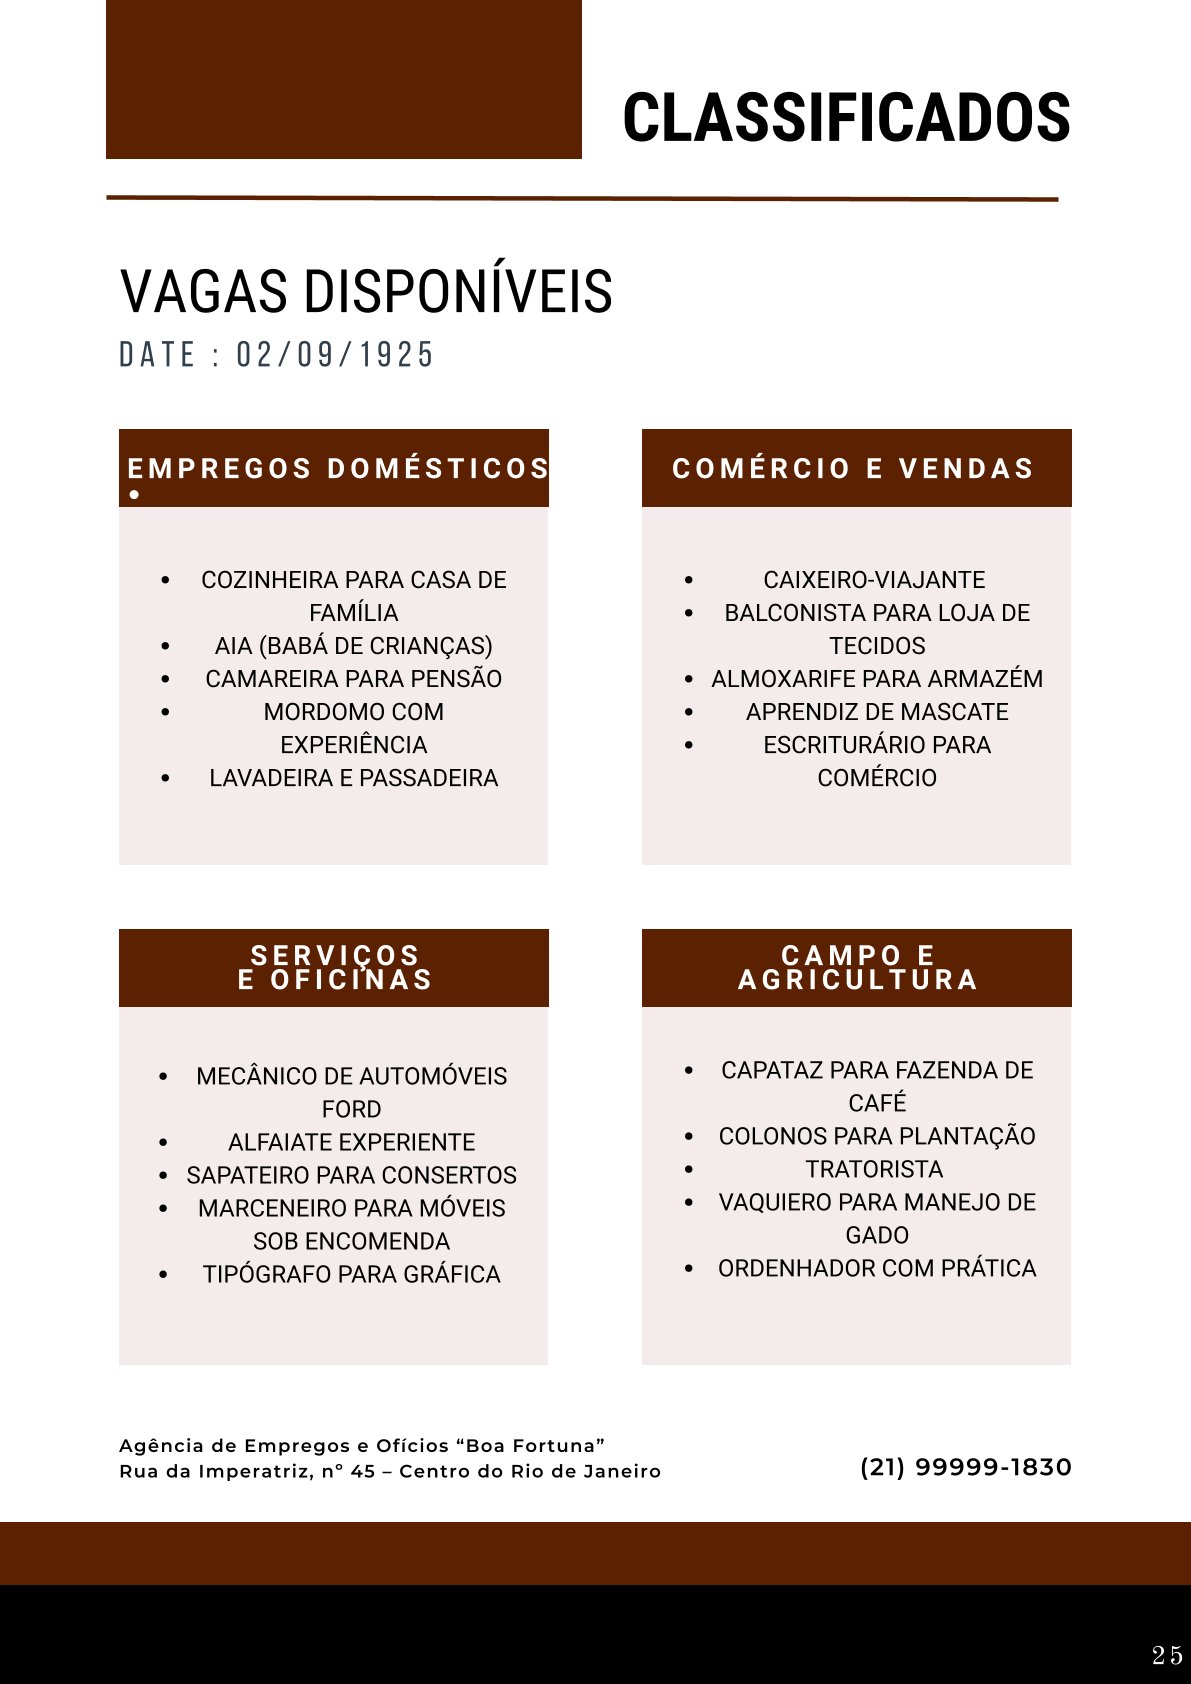 CLASSIFICADOS
VAGAS DISPONÍVEIS
DATE : 02/09/1925
EMPREGOS DOMÉSTICOS
•
• COZINHEIRA PARA CASA DE
FAMÍLIA
• AIA (BABÁ DE CRIANÇAS)
• CAMAREIRA PARA PENSÃO
• MORDOMO COM
EXPERIÊNCIA
• LAVADEIRA E PASSADEIRA
COMÉRCIO E VENDAS
• CAIXEIRO-VIAJANTE
• BALCONISTA PARA LOJA DE
TECIDOS
• ALMOXARIFE PARA ARMAZÉM
• APRENDIZ DE MASCATE
• ESCRITURÁRIO PARA
COMÉRCIO
SERVIÇOS
E OFICINAS
• MECÂNICO DE AUTOMÓVEIS
FORD
• ALFAIATE EXPERIENTE
• SAPATEIRO PARA CONSERTOS
• MARCENEIRO PARA MÓVEIS
SOB ENCOMENDA
• TIPÓGRAFO PARA GRÁFICA
CAMPO E
AGRICULTURA
• CAPATAZ PARA FAZENDA DE
CAFÉ
• COLONOS PARA PLANTAÇÃO
• TRATORISTA
• VAQUIERO PARA MANEJO DE
GADO
• ORDENHADOR COM PRÁTICA
Agência de Empregos e Ofícios “Boa Fortuna”
Rua da Imperatriz, nº 45 – Centro do Rio de Janeiro
(21) 99999-1830
25